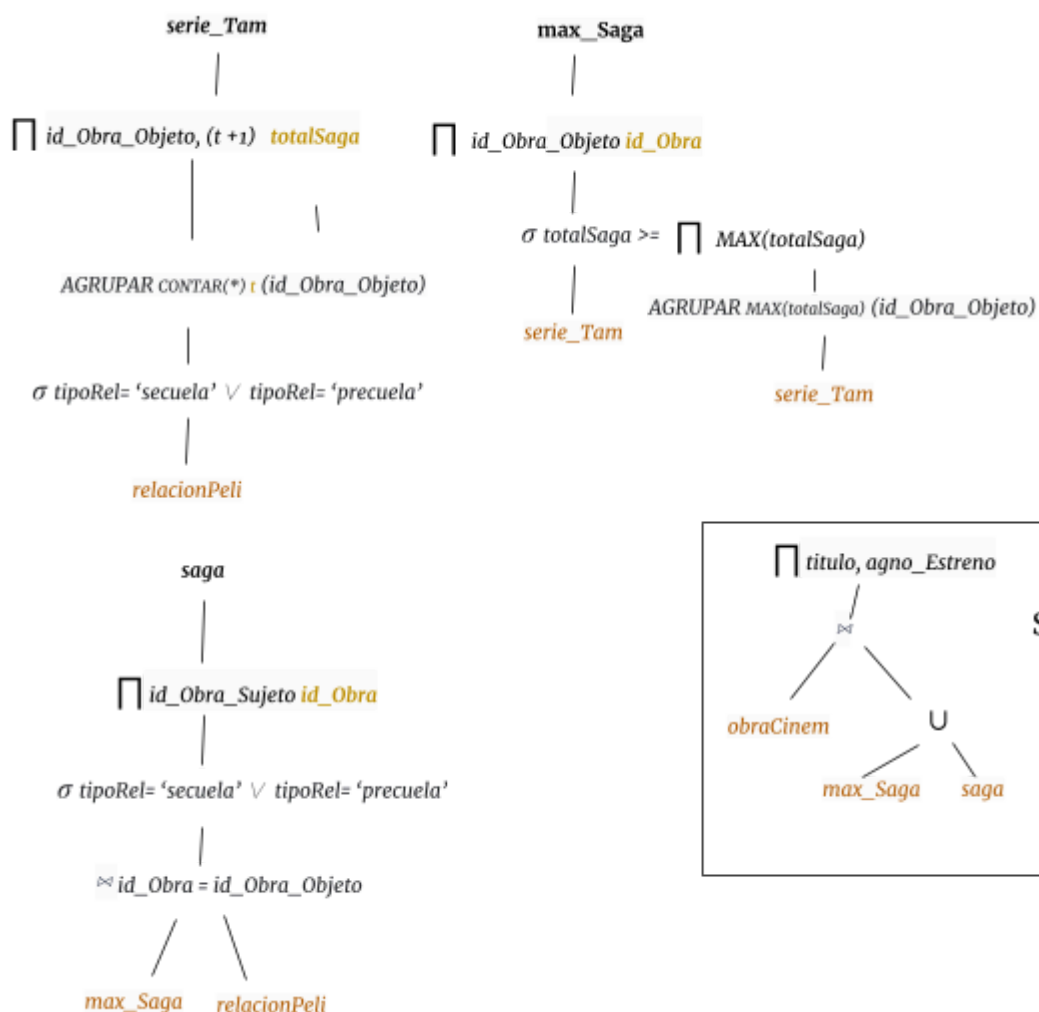 serie_Tam
∏ id_Obra_Objeto, (t +1) totalSaga
AGRUPAR CONTAR(*) t (id_Obra_Objeto)
σ tipoRel= ‘secuela’ ∨ tipoRel= ‘precuela’
relacionPeli
max_Saga
∏ id_Obra_Objeto id_Obra
σ totalSaga >= ∏ MAX(totalSaga)
serie_Tam
AGRUPAR MAX(totalSaga) (id_Obra_Objeto)
serie_Tam
saga
∏ id_Obra_Sujeto id_Obra
σ tipoRel= ‘secuela’ ∨ tipoRel= ‘precuela’
⋈ id_Obra = id_Obra_Objeto
max_Saga relacionPeli
∏ titulo, agno_Estreno
⋈
obraCinem
∪
max_Saga saga